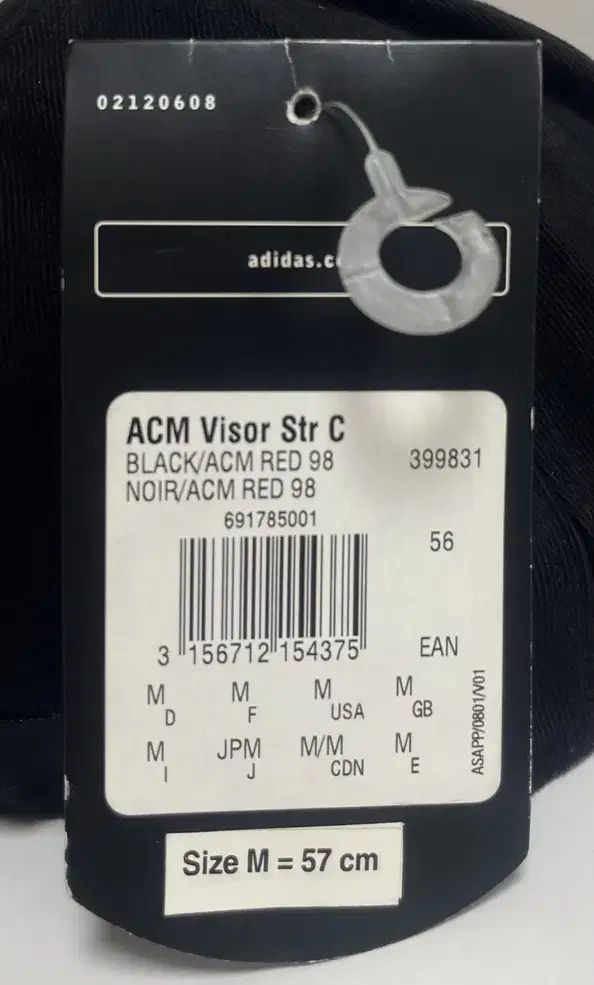 02120608
adidas.c
ACM Visor Str C
BLACK/ACM RED 98 399831
NOIR/ACM RED 98
691785001
56
3 156712 154375 EAN
M D M F M USA M GB
M I JPM J M/M CDN M E
ASAPP/0801/V01
Size M = 57 cm